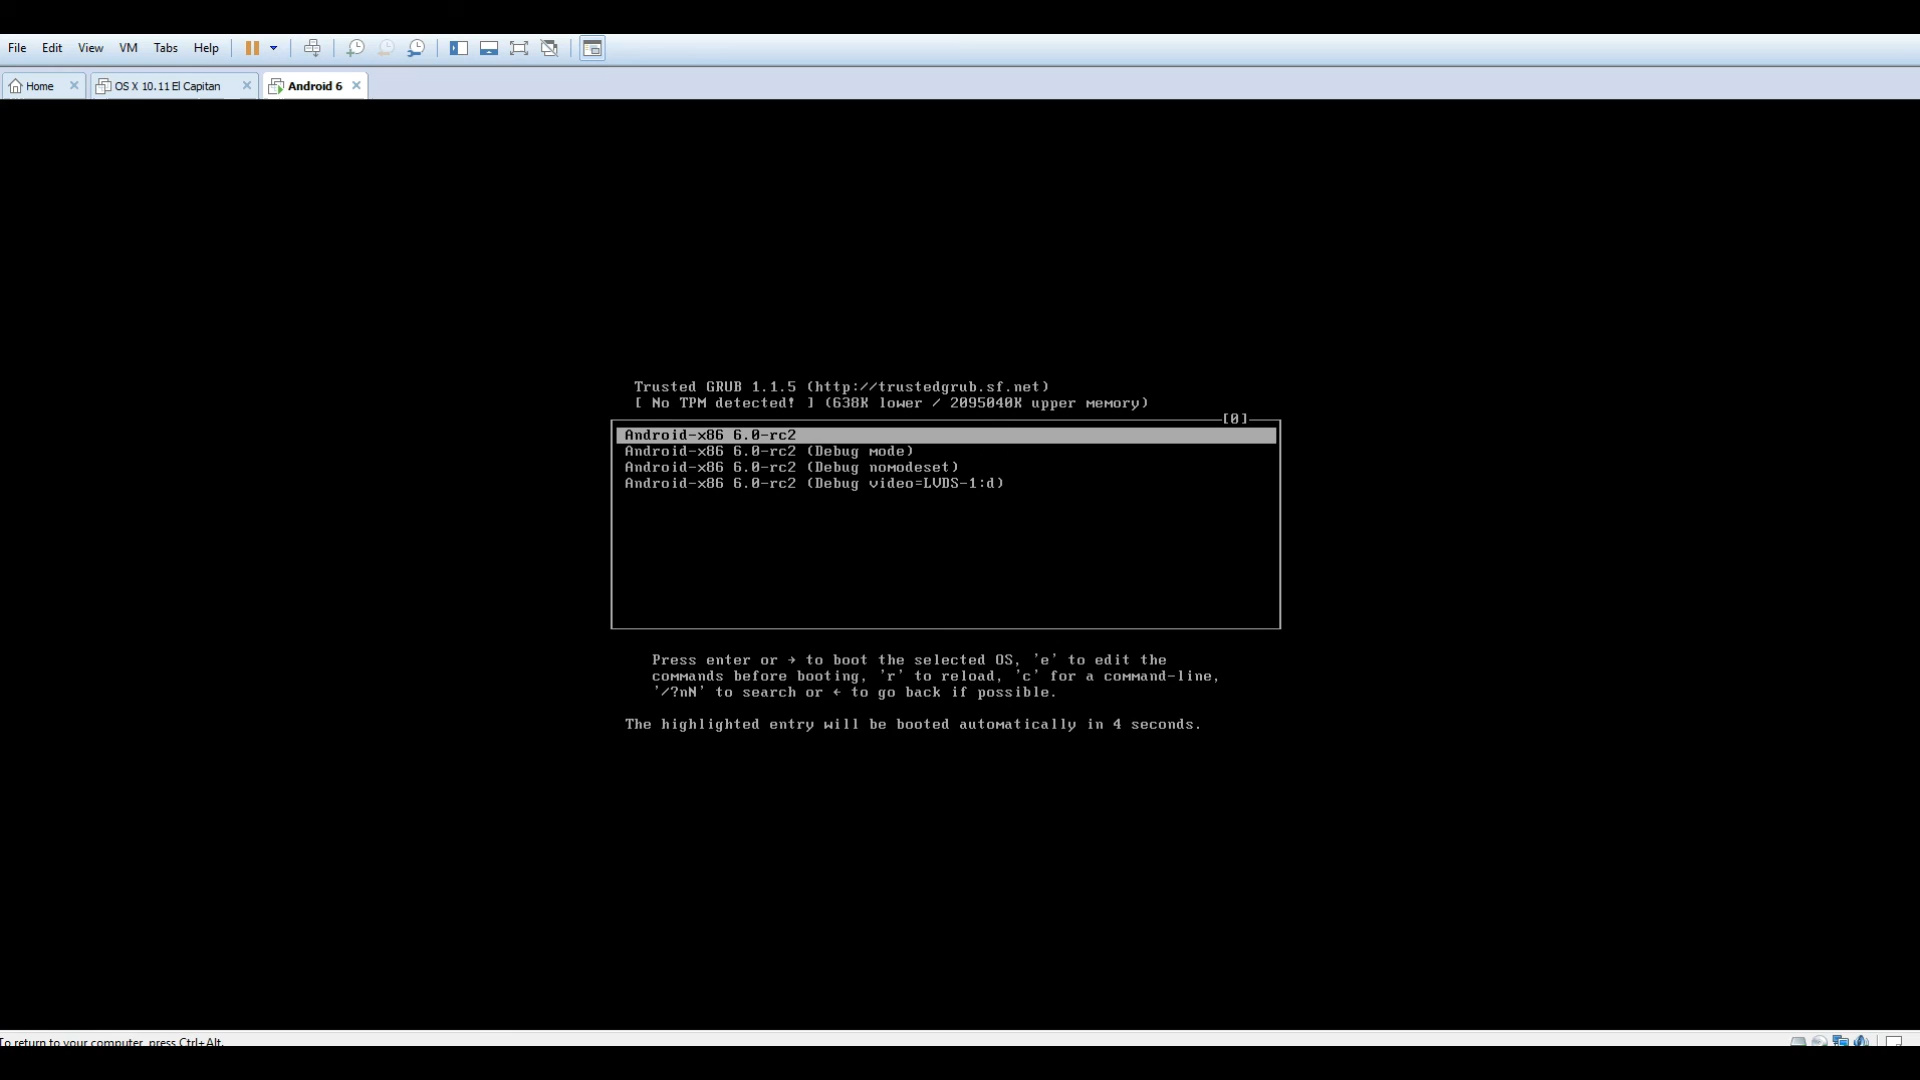 File Edit View VM Tabs Help
Home OS X 10.11 El Capitan Android 6
Trusted GRUB 1.1.5 (http://trustedgrub.sf.net)
[ No TPM detected! ] (638K lower / 2095040K upper memory)
[0]
Android-x86 6.0-rc2
Android-x86 6.0-rc2 (Debug mode)
Android-x86 6.0-rc2 (Debug nomodeset)
Android-x86 6.0-rc2 (Debug video=LVDS-1:d)
Press enter or → to boot the selected OS, 'e' to edit the
commands before booting, 'r' to reload, 'c' for a command-line,
'/?nN' to search or ← to go back if possible.
The highlighted entry will be booted automatically in 4 seconds.
To return to your computer, press Ctrl+Alt.